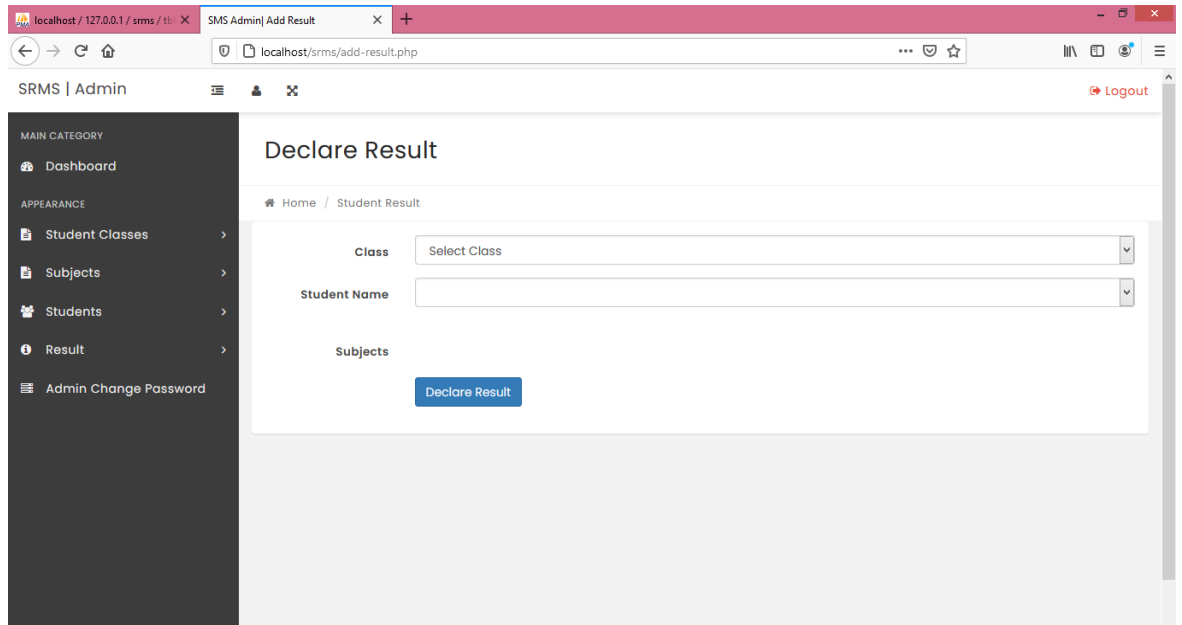 localhost / 127.0.0.1 / srms / tbl
SMS Admin| Add Result
localhost/srms/add-result.php
SRMS | Admin
Logout
MAIN CATEGORY
Dashboard
APPEARANCE
Student Classes
Subjects
Students
Result
Admin Change Password
Declare Result
Home / Student Result
Class
Select Class
Student Name
Subjects
Declare Result